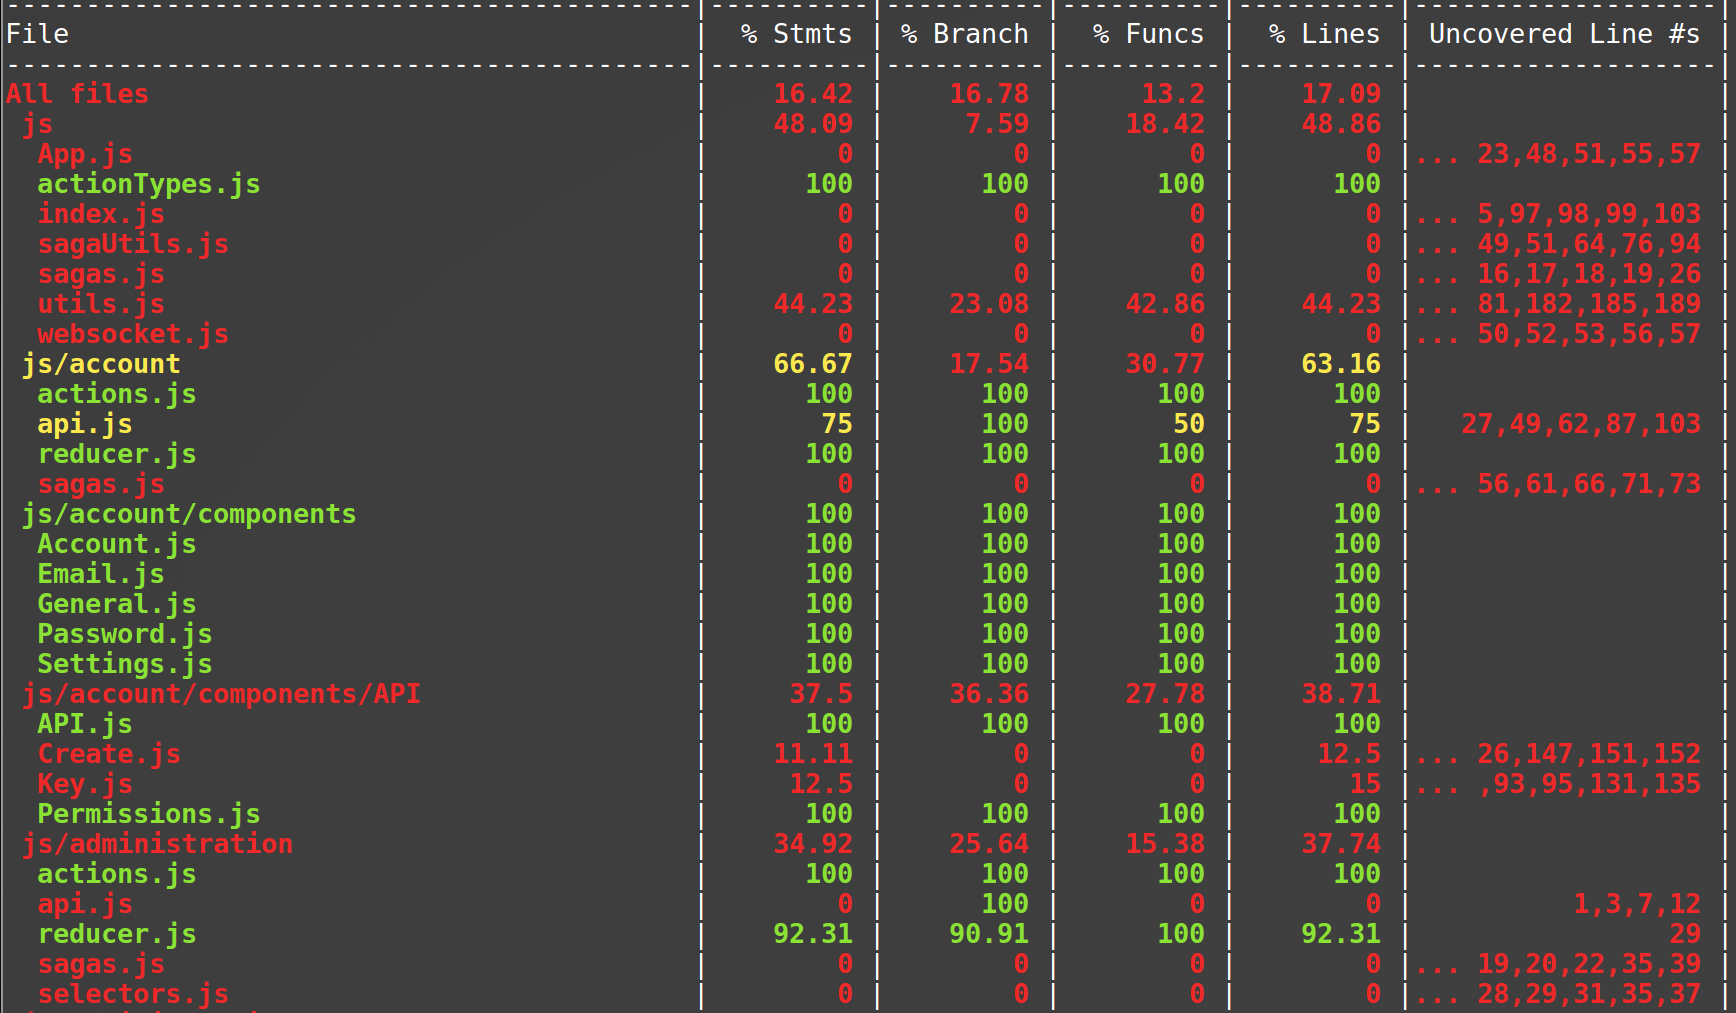 -------------------------------------------|----------|----------|----------|----------|-------------------|
File                                       |  % Stmts | % Branch |  % Funcs |  % Lines | Uncovered Line #s |
-------------------------------------------|----------|----------|----------|----------|-------------------|
All files                                  |    16.42 |    16.78 |     13.2 |    17.09 |                   |
 js                                        |    48.09 |     7.59 |    18.42 |    48.86 |                   |
  App.js                                   |        0 |        0 |        0 |        0 |... 23,48,51,55,57 |
  actionTypes.js                           |      100 |      100 |      100 |      100 |                   |
  index.js                                 |        0 |        0 |        0 |        0 |... 5,97,98,99,103 |
  sagaUtils.js                             |        0 |        0 |        0 |        0 |... 49,51,64,76,94 |
  sagas.js                                 |        0 |        0 |        0 |        0 |... 16,17,18,19,26 |
  utils.js                                 |    44.23 |    23.08 |    42.86 |    44.23 |... 81,182,185,189 |
  websocket.js                             |        0 |        0 |        0 |        0 |... 50,52,53,56,57 |
 js/account                                |    66.67 |    17.54 |    30.77 |    63.16 |                   |
  actions.js                               |      100 |      100 |      100 |      100 |                   |
  api.js                                   |       75 |      100 |       50 |       75 |   27,49,62,87,103 |
  reducer.js                               |      100 |      100 |      100 |      100 |                   |
  sagas.js                                 |        0 |        0 |        0 |        0 |... 56,61,66,71,73 |
 js/account/components                     |      100 |      100 |      100 |      100 |                   |
  Account.js                               |      100 |      100 |      100 |      100 |                   |
  Email.js                                 |      100 |      100 |      100 |      100 |                   |
  General.js                               |      100 |      100 |      100 |      100 |                   |
  Password.js                              |      100 |      100 |      100 |      100 |                   |
  Settings.js                              |      100 |      100 |      100 |      100 |                   |
 js/account/components/API                 |     37.5 |    36.36 |    27.78 |    38.71 |                   |
  API.js                                   |      100 |      100 |      100 |      100 |                   |
  Create.js                                |    11.11 |        0 |        0 |     12.5 |... 26,147,151,152 |
  Key.js                                   |     12.5 |        0 |        0 |       15 |... ,93,95,131,135 |
  Permissions.js                           |      100 |      100 |      100 |      100 |                   |
 js/administration                         |    34.92 |    25.64 |    15.38 |    37.74 |                   |
  actions.js                               |      100 |      100 |      100 |      100 |                   |
  api.js                                   |        0 |      100 |        0 |        0 |          1,3,7,12 |
  reducer.js                               |    92.31 |    90.91 |      100 |    92.31 |                29 |
  sagas.js                                 |        0 |        0 |        0 |        0 |... 19,20,22,35,39 |
  selectors.js                             |        0 |        0 |        0 |        0 |... 28,29,31,35,37 |